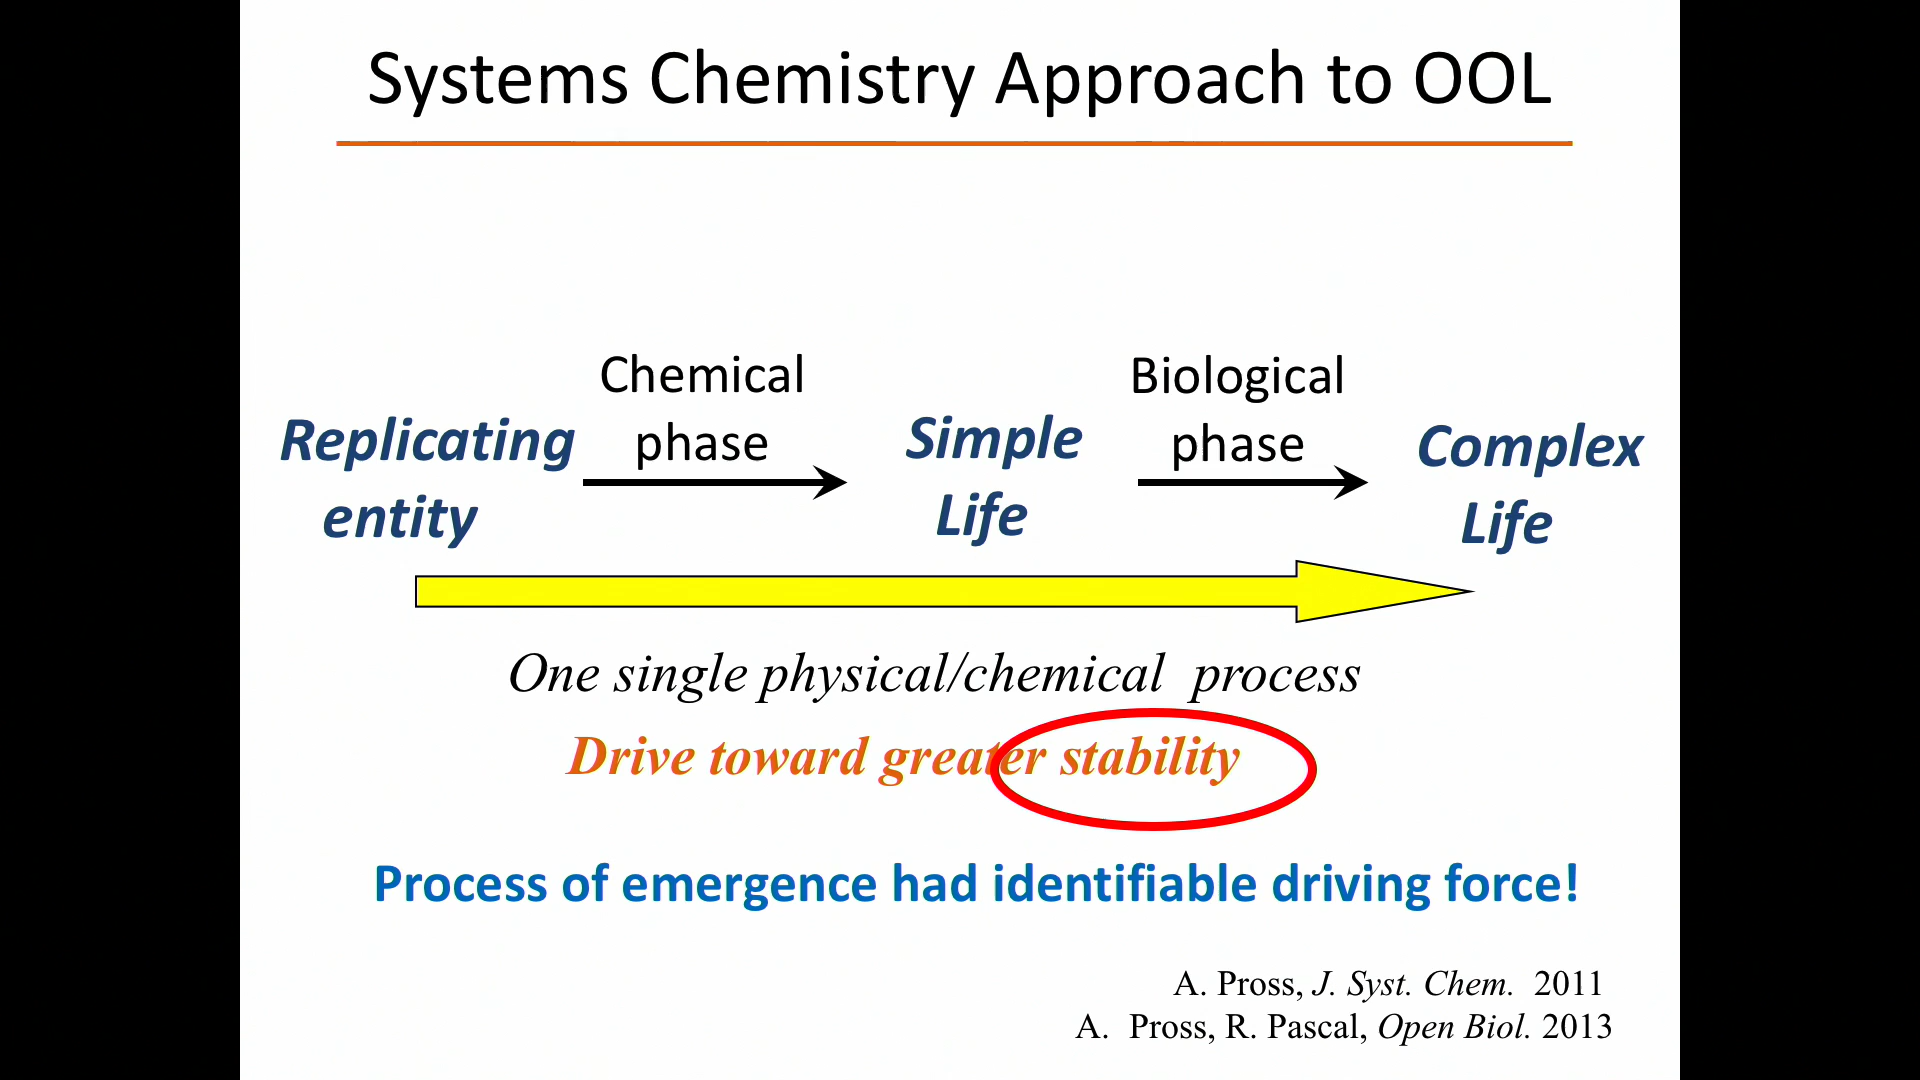 Systems Chemistry Approach to OOL
Chemical
phase
Biological
phase
Replicating
entity
Simple
Life
Complex
Life
One single physical/chemical process
Drive toward greater stability
Process of emergence had identifiable driving force!
A. Pross, J. Syst. Chem. 2011
A. Pross, R. Pascal, Open Biol. 2013